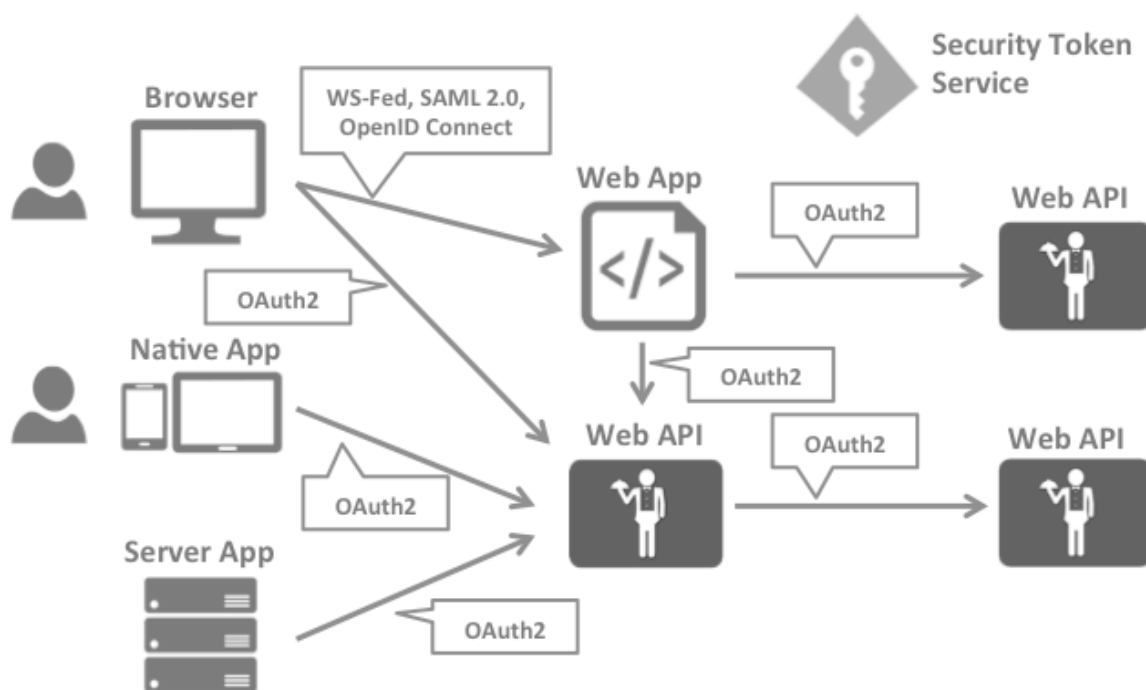 Security Token
Service
Browser
WS-Fed, SAML 2.0,
OpenID Connect
Web App
OAuth2
Web API
OAuth2
Native App
OAuth2
Web API
OAuth2
Web API
OAuth2
Server App
OAuth2